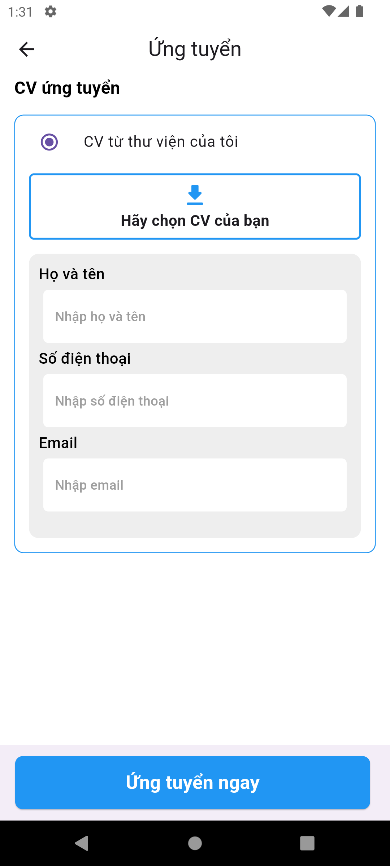 1:31
Ứng tuyển
CV ứng tuyển
CV từ thư viện của tôi
Hãy chọn CV của bạn
Họ và tên
Nhập họ và tên
Số điện thoại
Nhập số điện thoại
Email
Nhập email
Ứng tuyển ngay